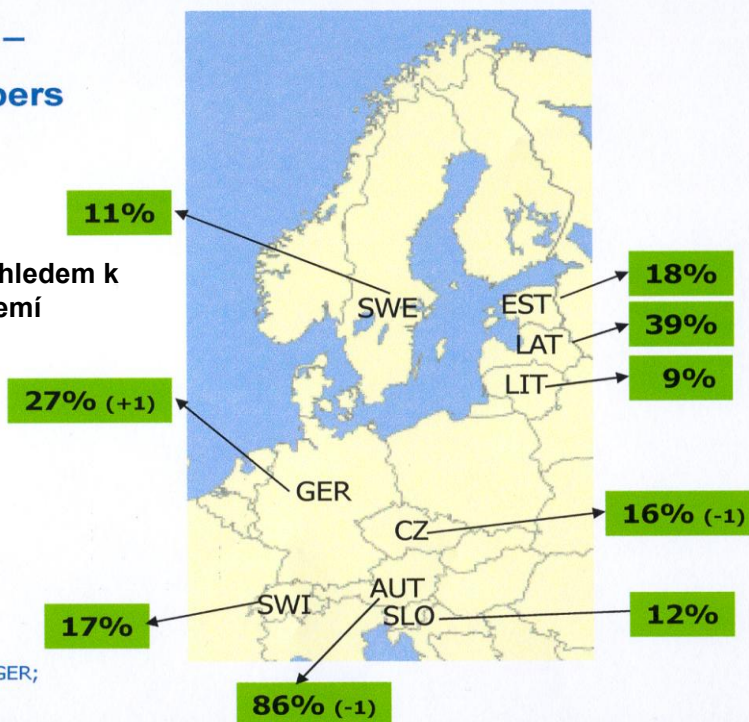 –
bers
11%
hledem k
emí
SWE
EST
18%
LAT
39%
LIT
9%
27% (+1)
GER
CZ
16% (-1)
AUT
SWI
SLO
17%
12%
GER;
86% (-1)